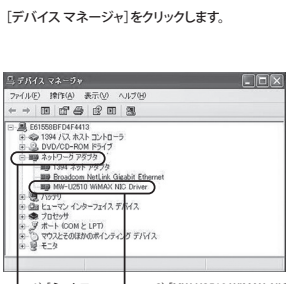 [デバイス マネージャ]をクリックします。
デバイス マネージャ
ファイル(F) 操作(A) 表示(V) ヘルプ(H)
E61558BFD4F4413
1394 バス ホスト コントローラ
DVD/CD-ROM ドライブ
ネットワーク アダプタ
1394 ネット アダプタ
Broadcom NetLink Gigabit Ethernet
MW-U2510 WiMAX NIC Driver
バッテリ
ヒューマン インターフェイス デバイス
プロセッサ
ポート (COM と LPT)
マウスとそのほかのポインティング デバイス
モニタ